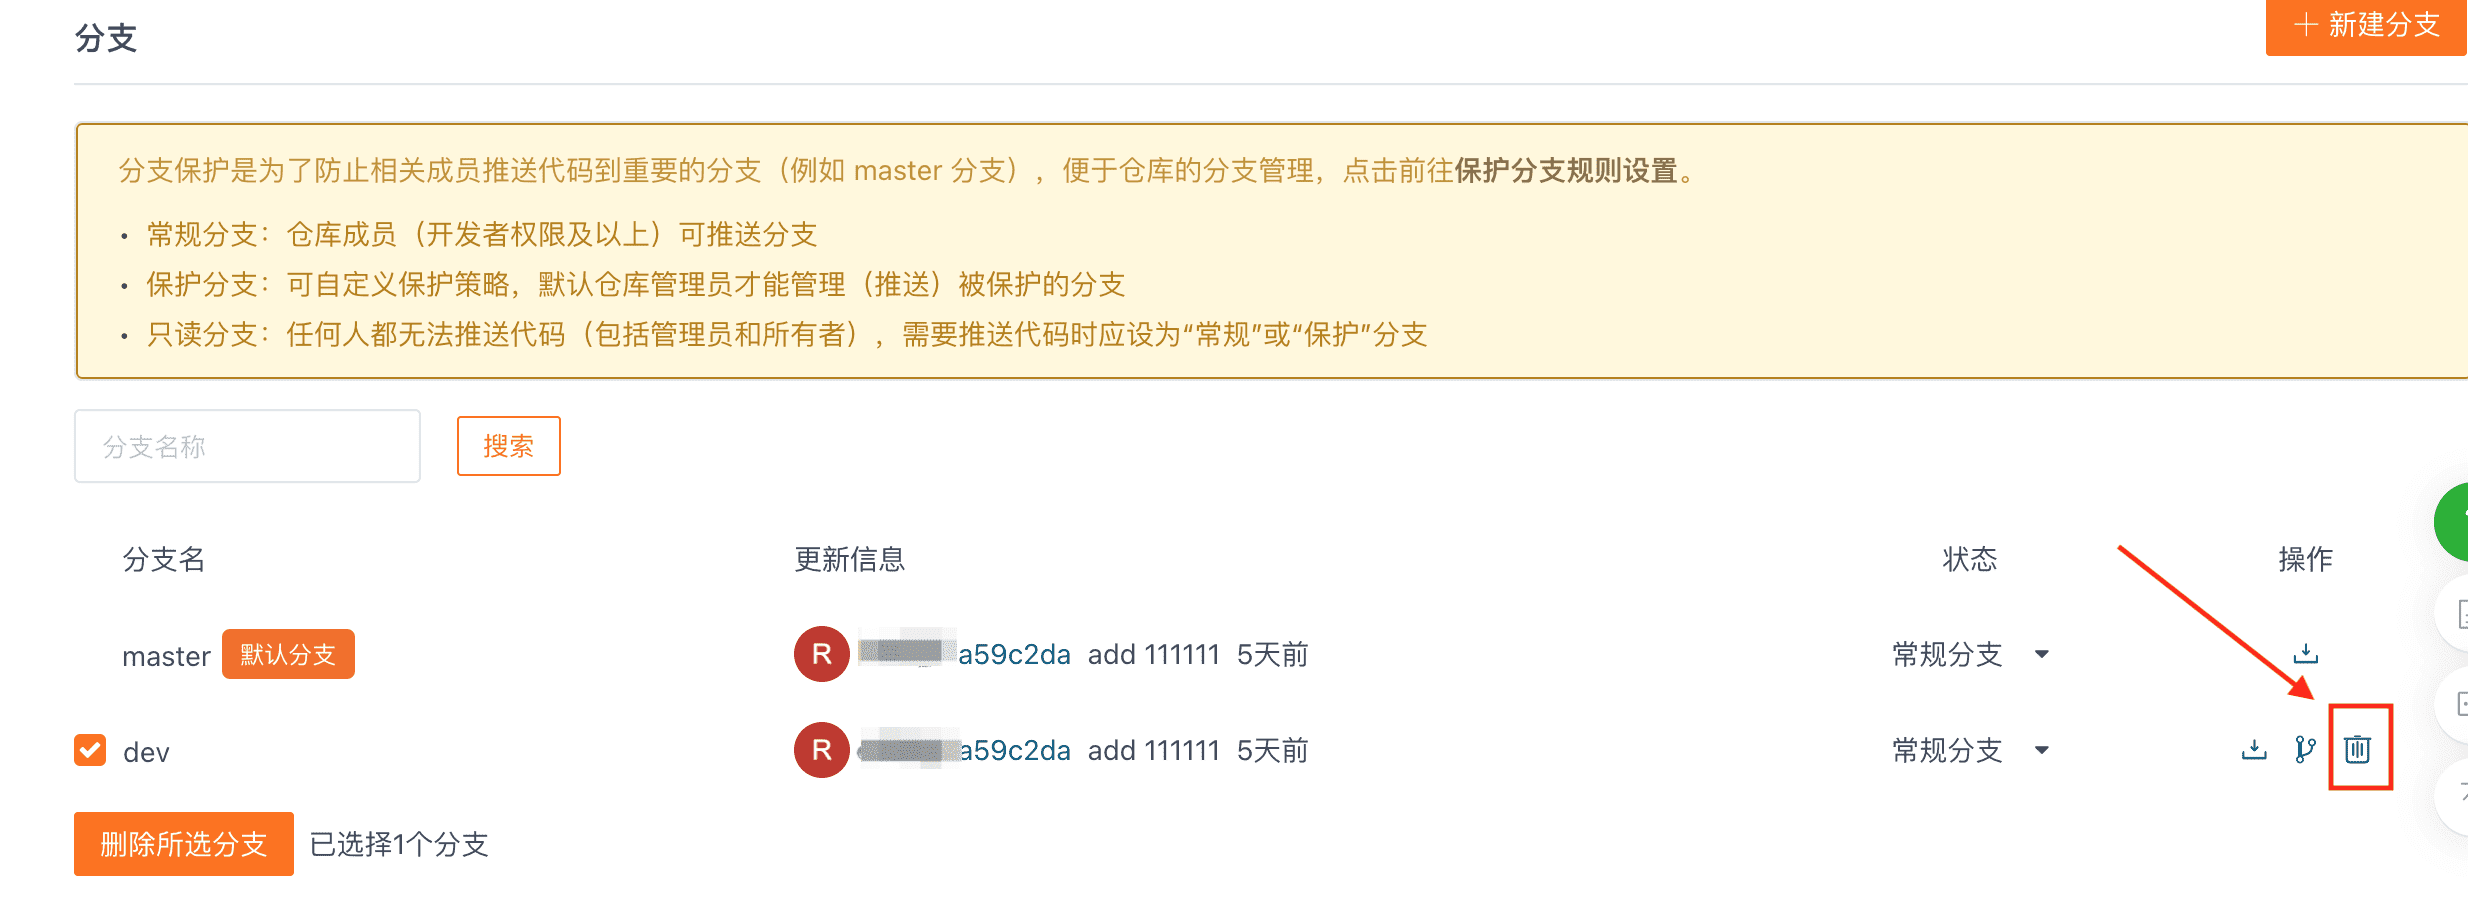 分支
+ 新建分支
分支保护是为了防止相关成员推送代码到重要的分支（例如 master 分支），便于仓库的分支管理，点击前往保护分支规则设置。
• 常规分支：仓库成员（开发者权限及以上）可推送分支
• 保护分支：可自定义保护策略，默认仓库管理员才能管理（推送）被保护的分支
• 只读分支：任何人都无法推送代码（包括管理员和所有者），需要推送代码时应设为“常规”或“保护”分支
分支名称 搜索
分支名 更新信息 状态 操作
master 默认分支 R a59c2da add 111111 5天前 常规分支
dev R a59c2da add 111111 5天前 常规分支
删除所选分支 已选择1个分支